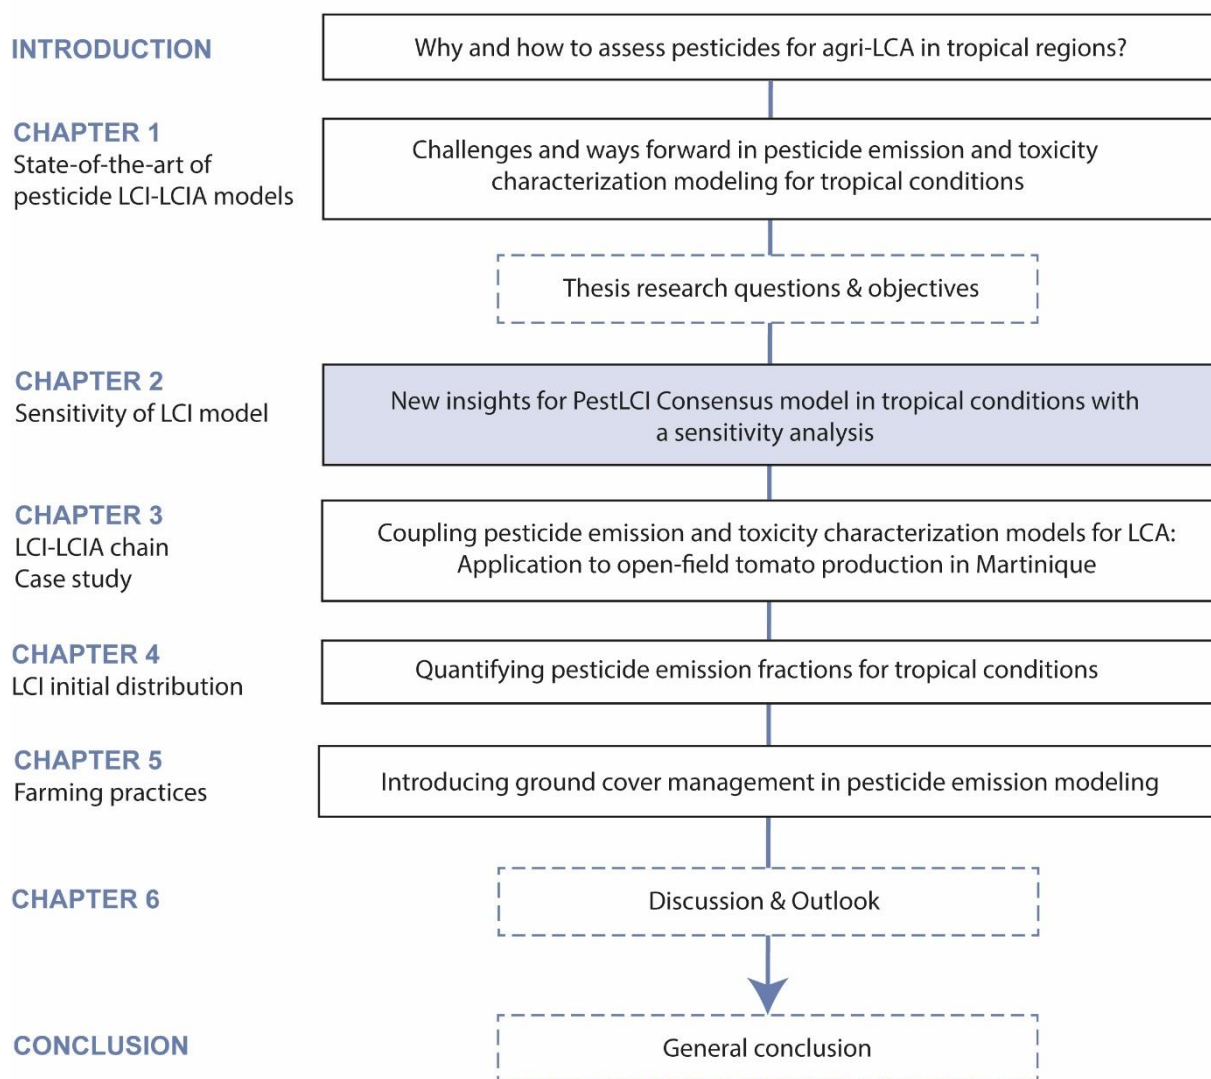 INTRODUCTION
Why and how to assess pesticides for agri-LCA in tropical regions?
CHAPTER 1
State-of-the-art of
pesticide LCI-LCIA models
Challenges and ways forward in pesticide emission and toxicity
characterization modeling for tropical conditions
Thesis research questions & objectives
CHAPTER 2
Sensitivity of LCI model
New insights for PestLCI Consensus model in tropical conditions with
a sensitivity analysis
CHAPTER 3
LCI-LCIA chain
Case study
Coupling pesticide emission and toxicity characterization models for LCA:
Application to open-field tomato production in Martinique
CHAPTER 4
LCI initial distribution
Quantifying pesticide emission fractions for tropical conditions
CHAPTER 5
Farming practices
Introducing ground cover management in pesticide emission modeling
CHAPTER 6
Discussion & Outlook
CONCLUSION
General conclusion